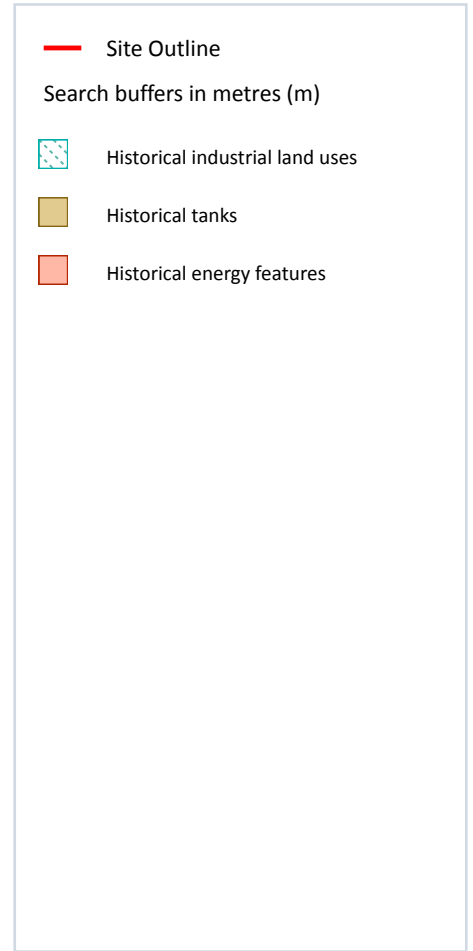 Site Outline
Search buffers in metres (m)
Historical industrial land uses
Historical tanks
Historical energy features